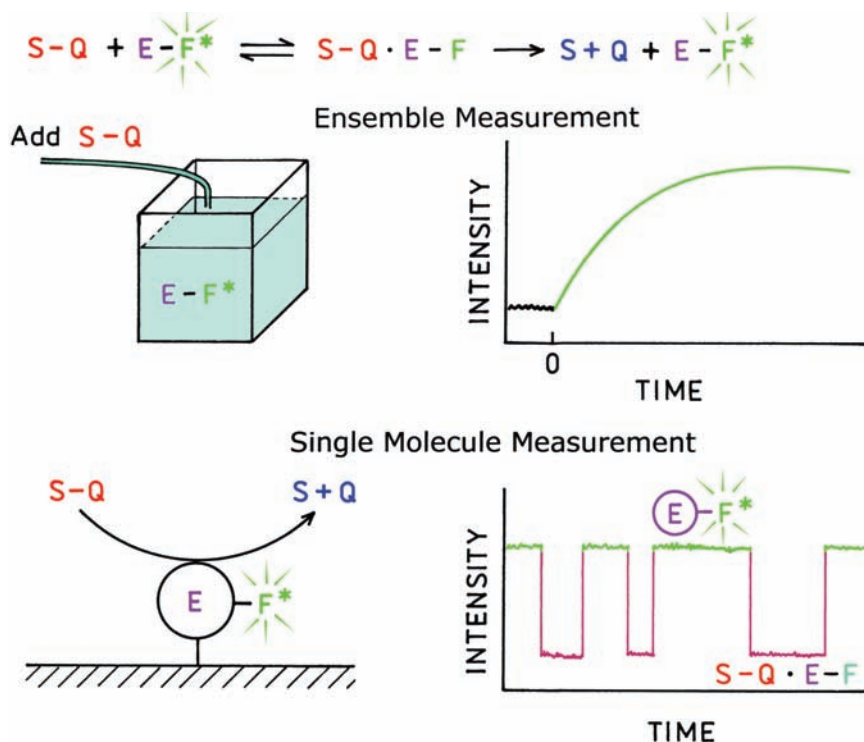 S-Q + E-F* ⇌ S-Q · E-F → S+Q + E-F*
Ensemble Measurement
Add S-Q
E-F*
INTENSITY
0
TIME
Single Molecule Measurement
S-Q
S+Q
E
F*
INTENSITY
E
F*
S-Q · E-F
TIME